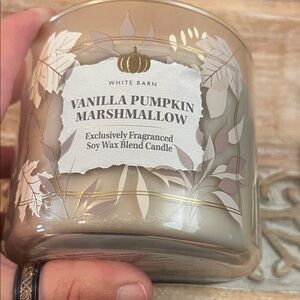 WHITE BARN
VANILLA PUMPKIN
MARSHMALLOW
Exclusively Fragranced
Soy Wax Blend Candle